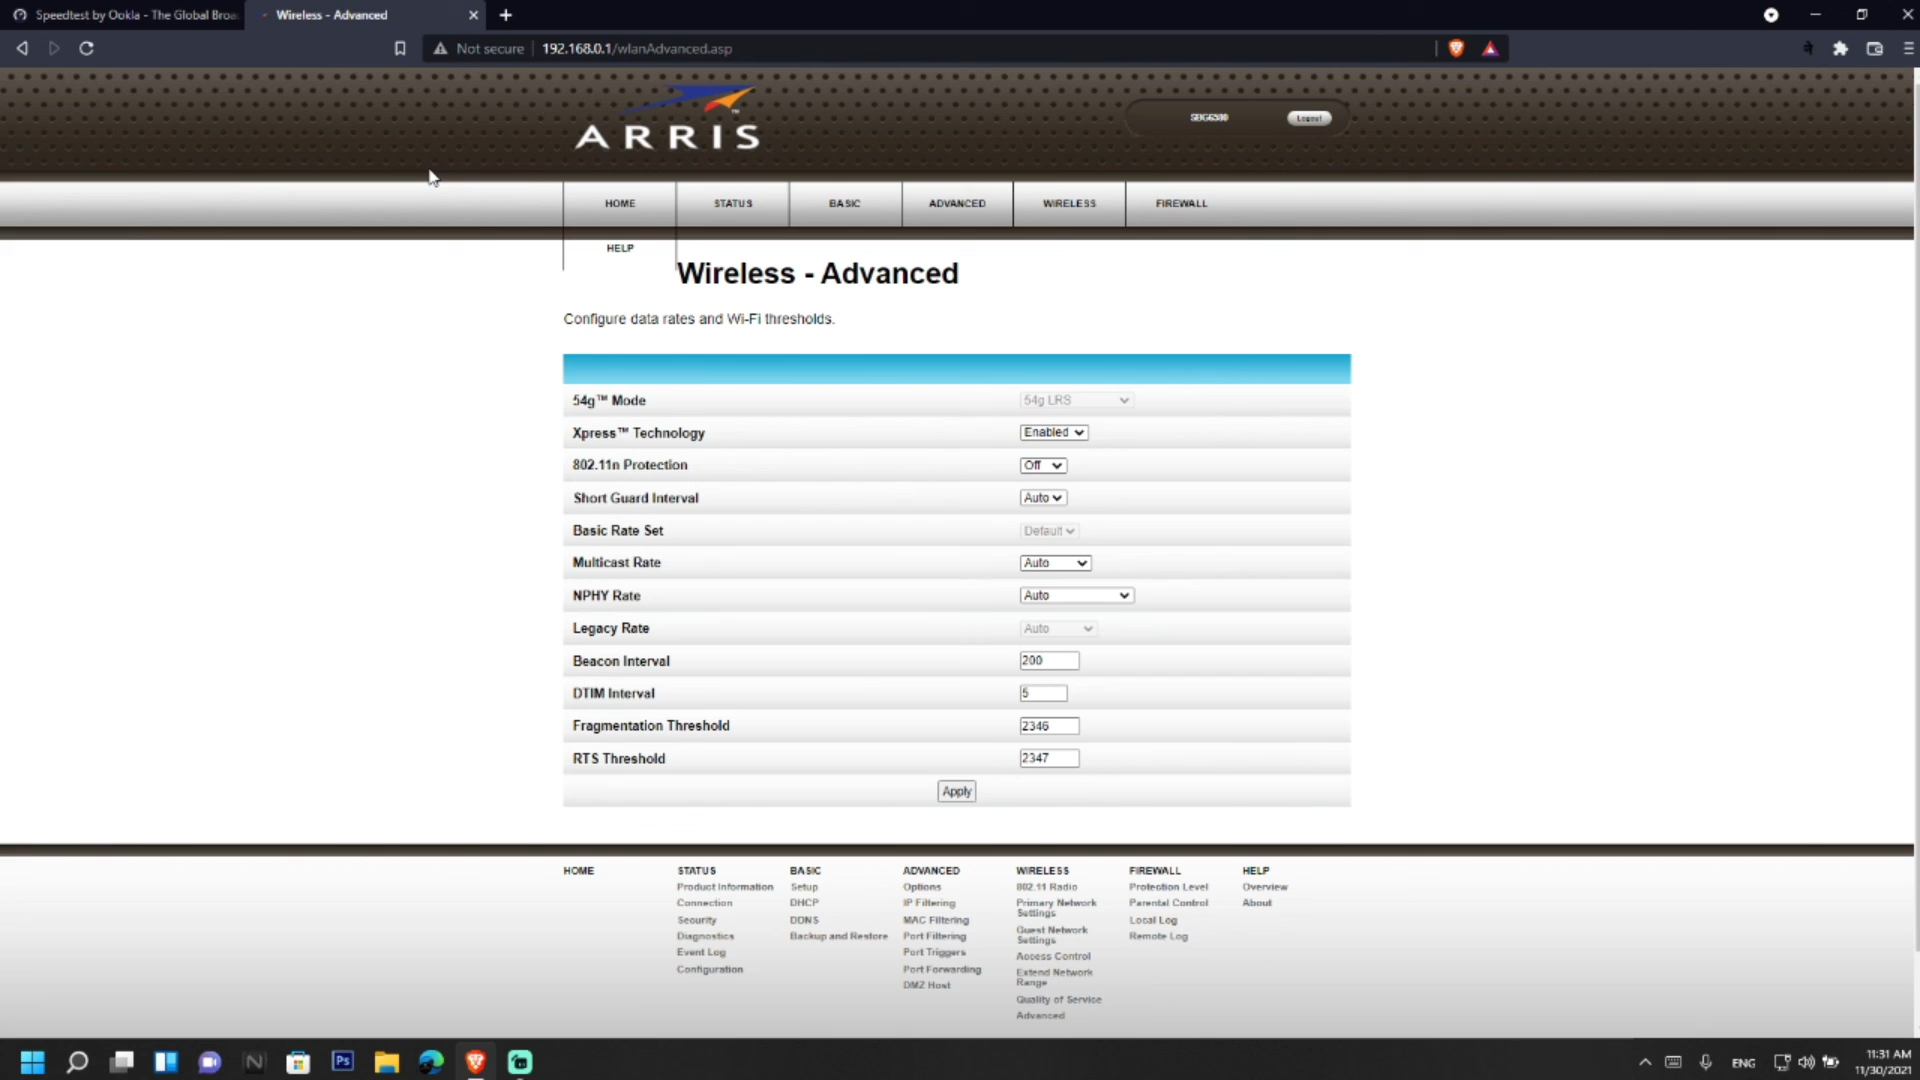 Speedtest by Ookla - The Global Broa
Wireless - Advanced
Not secure
192.168.0.1/wlanAdvanced.asp
ARRIS
SBG6580
Logout
HOME
STATUS
BASIC
ADVANCED
WIRELESS
FIREWALL
HELP
Wireless - Advanced
Configure data rates and Wi-Fi thresholds.
54g™ Mode
54g LRS
Xpress™ Technology
Enabled
802.11n Protection
Off
Short Guard Interval
Auto
Basic Rate Set
Default
Multicast Rate
Auto
NPHY Rate
Auto
Legacy Rate
Auto
Beacon Interval
200
DTIM Interval
5
Fragmentation Threshold
2346
RTS Threshold
2347
Apply
HOME
STATUS
Product Information
Connection
Security
Diagnostics
Event Log
Configuration
BASIC
Setup
DHCP
DDNS
Backup and Restore
ADVANCED
Options
IP Filtering
MAC Filtering
Port Filtering
Port Triggers
Port Forwarding
DMZ Host
WIRELESS
802.11 Radio
Primary Network
Settings
Guest Network
Settings
Access Control
Extend Network
Range
Quality of Service
Advanced
FIREWALL
Protection Level
Parental Control
Local Log
Remote Log
HELP
Overview
About
Ps
ENG
11:31 AM
11/30/2021